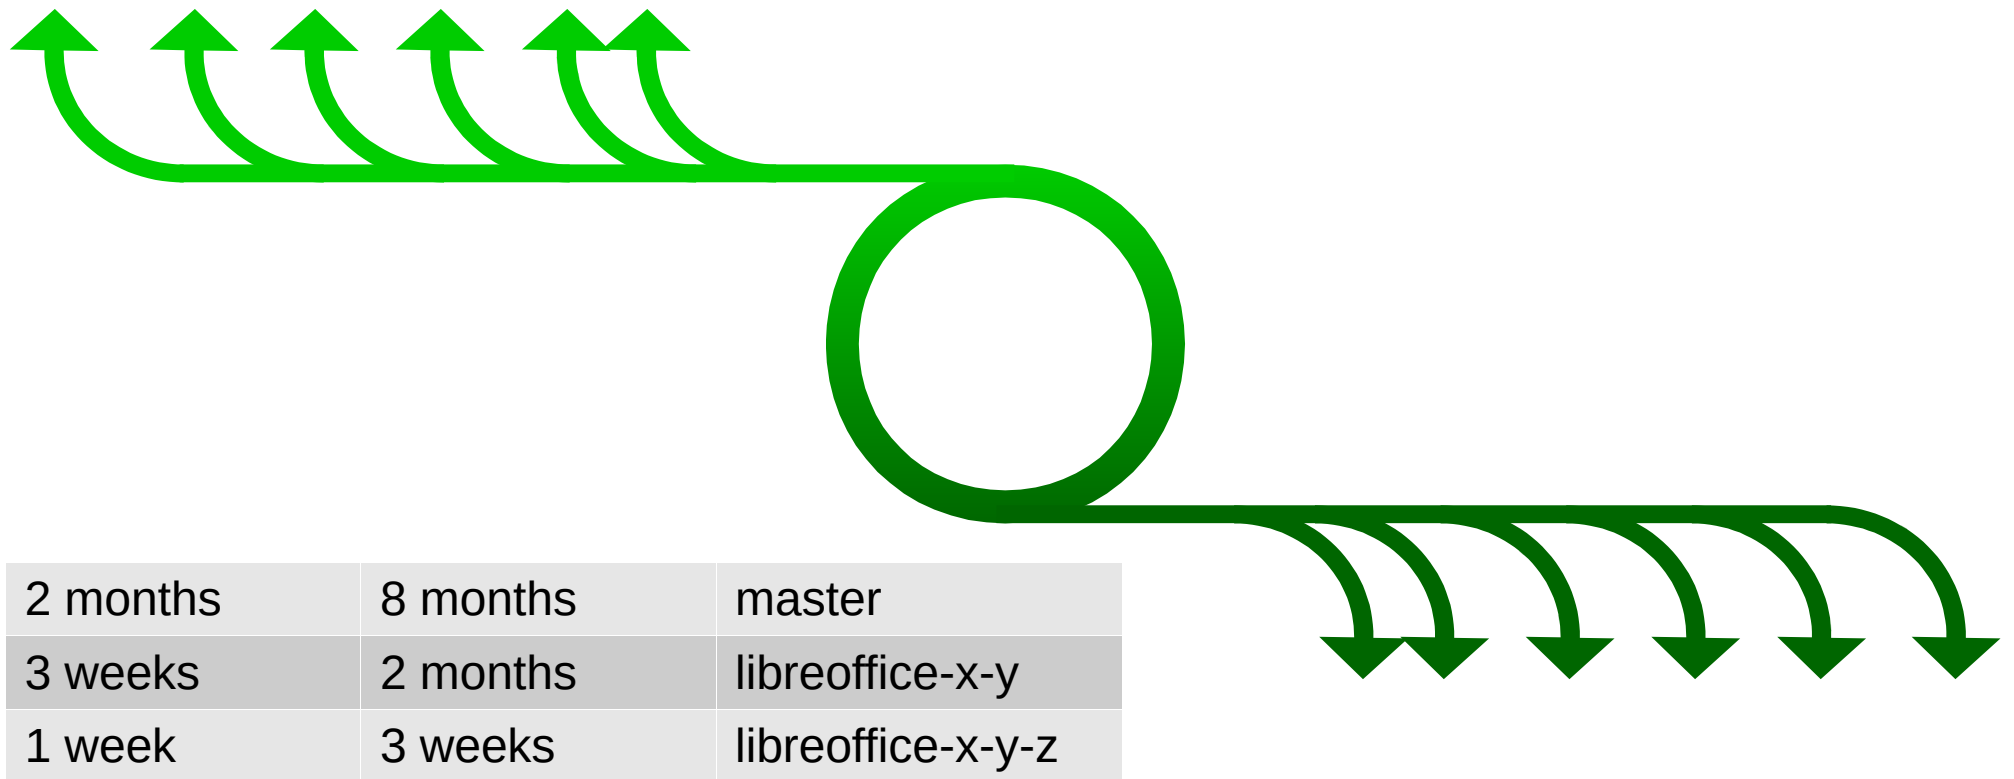 2 months 8 months master
3 weeks 2 months libreoffice-x-y
1 week 3 weeks libreoffice-x-y-z